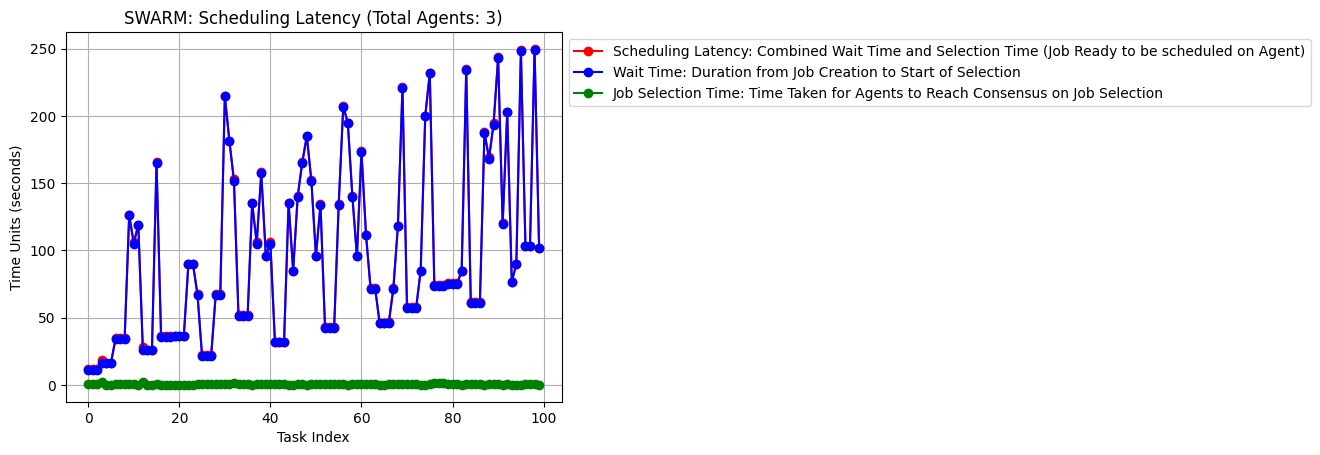 SWARM: Scheduling Latency (Total Agents: 3)
250
200
150
100
50
0
Time Units (seconds)
0
20
40
60
80
100
Task Index
Scheduling Latency: Combined Wait Time and Selection Time (Job Ready to be scheduled on Agent)
Wait Time: Duration from Job Creation to Start of Selection
Job Selection Time: Time Taken for Agents to Reach Consensus on Job Selection